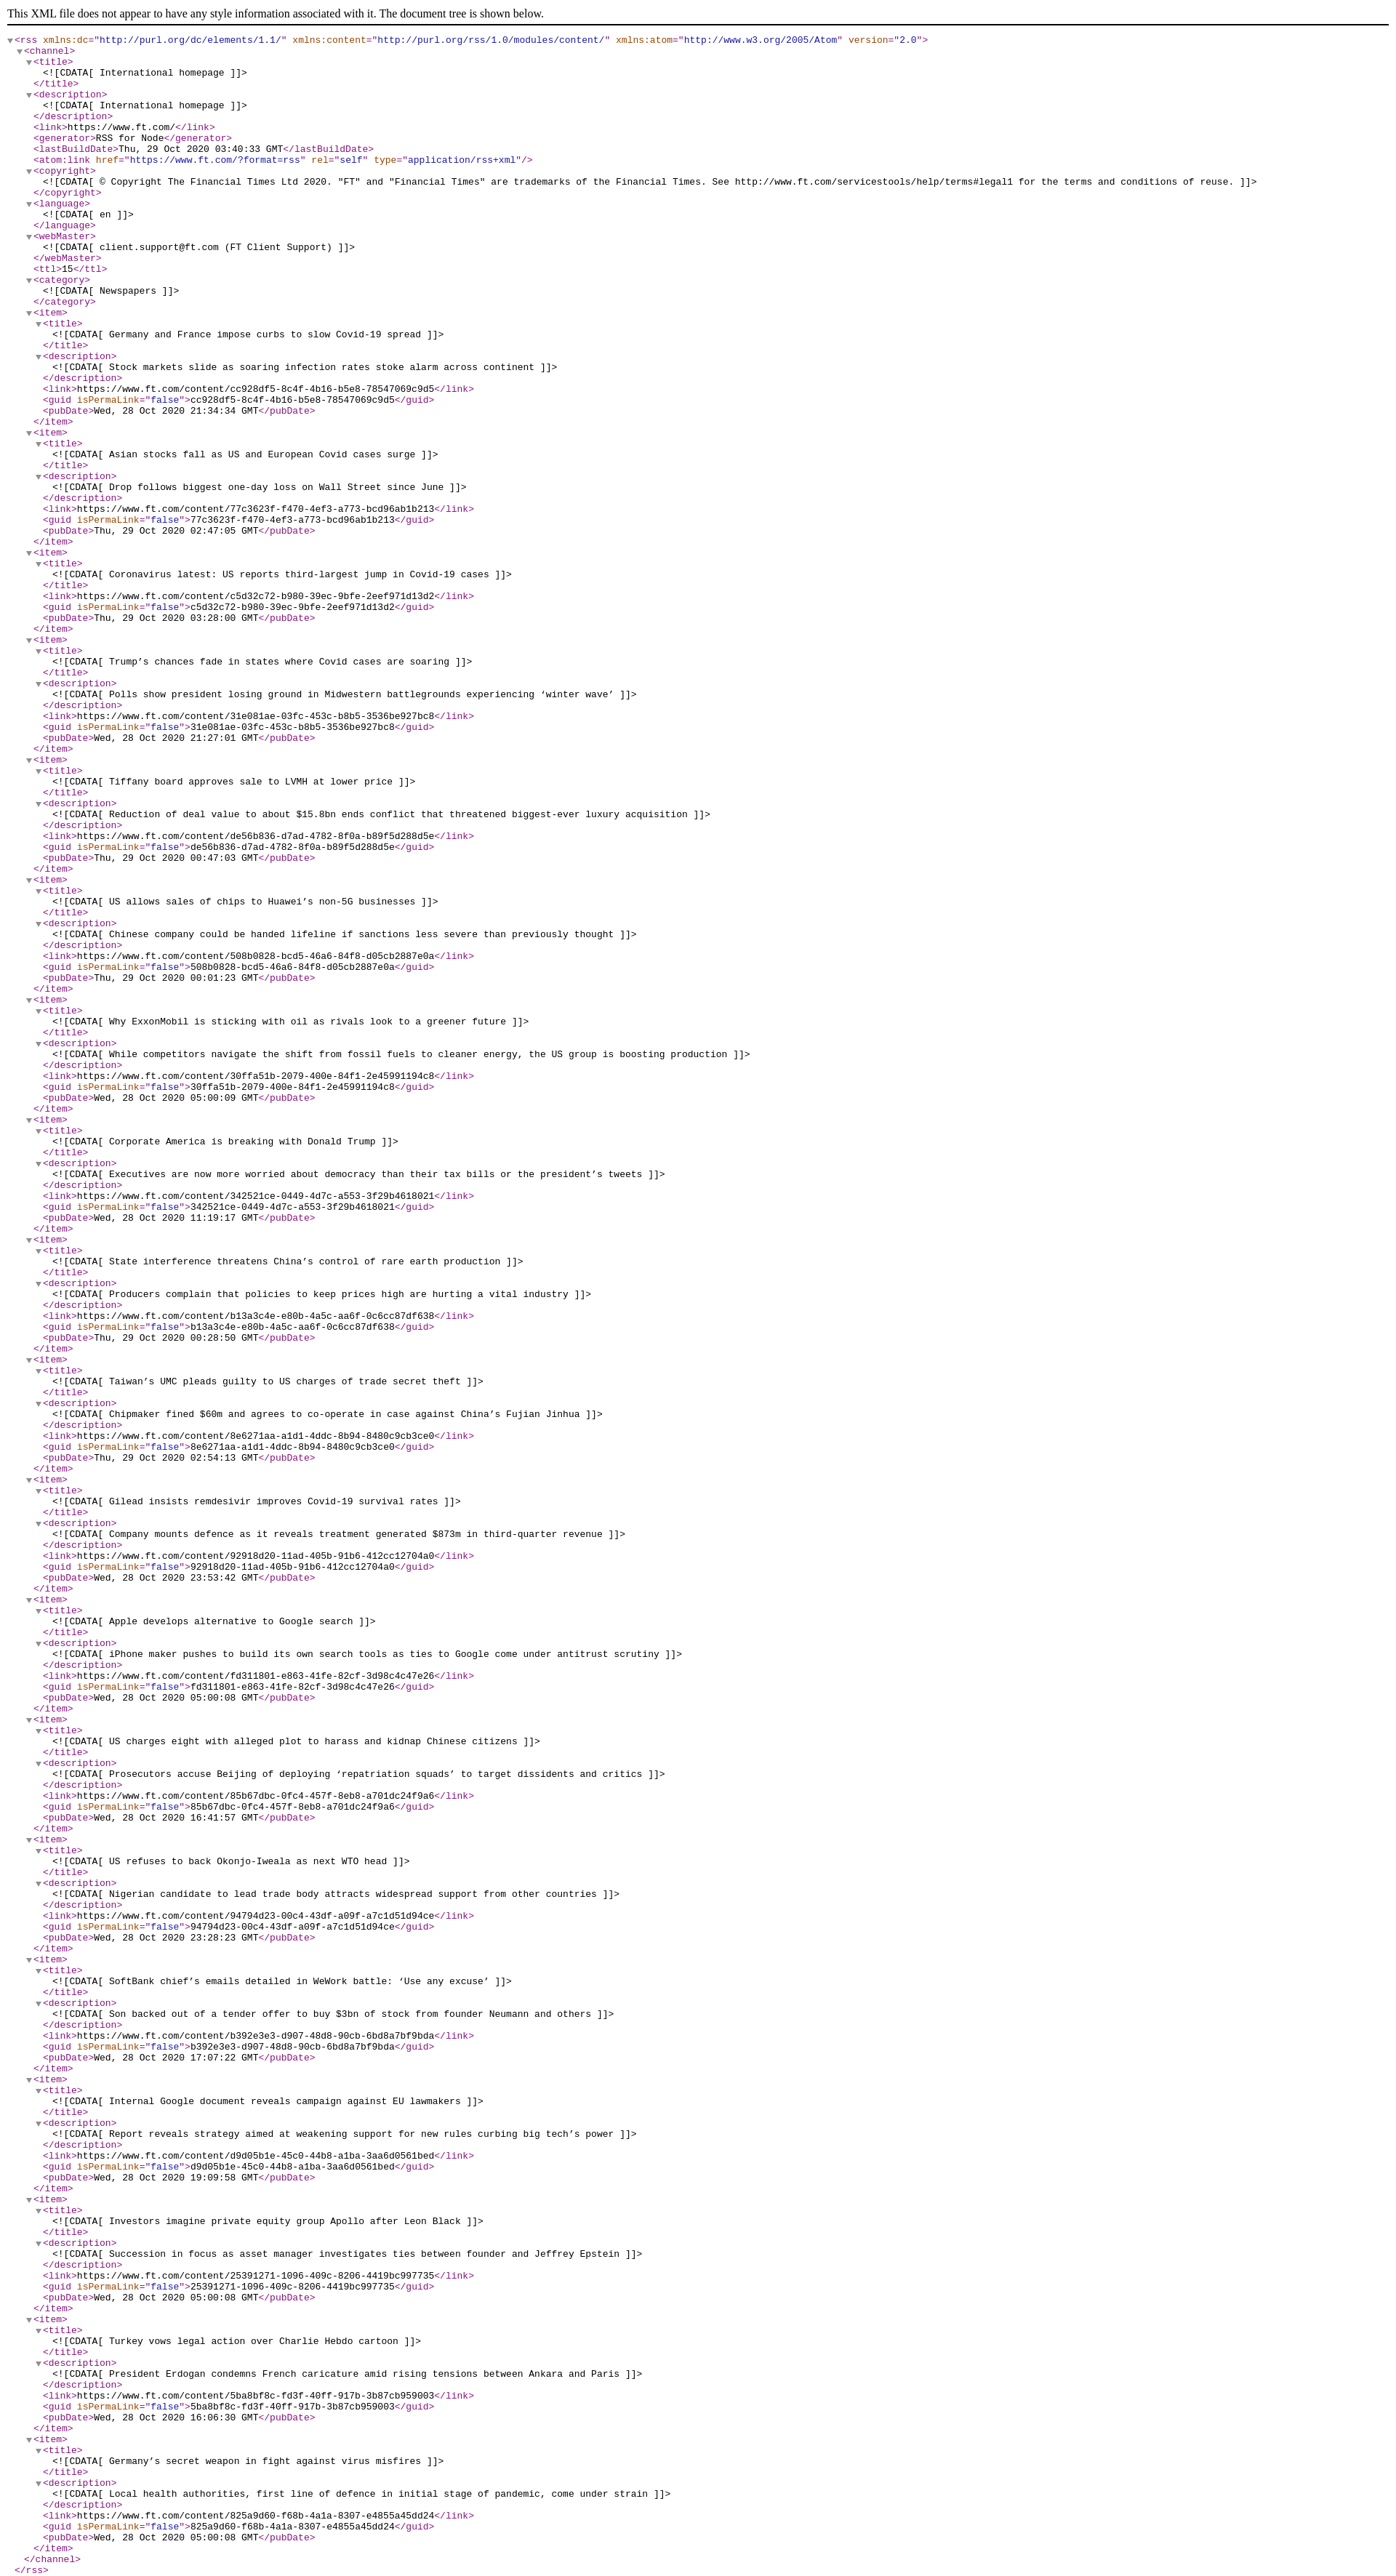 This XML file does not appear to have any style information associated with it. The document tree is shown below.
<rss xmlns:dc="http://purl.org/dc/elements/1.1/" xmlns:content="http://purl.org/rss/1.0/modules/content/" xmlns:atom="http://www.w3.org/2005/Atom" version="2.0">
<channel>
<title>
<![CDATA[ International homepage ]]>
</title>
<description>
<![CDATA[ International homepage ]]>
</description>
<link>https://www.ft.com/</link>
<generator>RSS for Node</generator>
<lastBuildDate>Thu, 29 Oct 2020 03:40:33 GMT</lastBuildDate>
<atom:link href="https://www.ft.com/?format=rss" rel="self" type="application/rss+xml"/>
<copyright>
<![CDATA[ © Copyright The Financial Times Ltd 2020. "FT" and "Financial Times" are trademarks of the Financial Times. See http://www.ft.com/servicestools/help/terms#legal1 for the terms and conditions of reuse. ]]>
</copyright>
<language>
<![CDATA[ en ]]>
</language>
<webMaster>
<![CDATA[ client.support@ft.com (FT Client Support) ]]>
</webMaster>
<ttl>15</ttl>
<category>
<![CDATA[ Newspapers ]]>
</category>
<item>
<title>
<![CDATA[ Germany and France impose curbs to slow Covid-19 spread ]]>
</title>
<description>
<![CDATA[ Stock markets slide as soaring infection rates stoke alarm across continent ]]>
</description>
<link>https://www.ft.com/content/cc928df5-8c4f-4b16-b5e8-78547069c9d5</link>
<guid isPermaLink="false">cc928df5-8c4f-4b16-b5e8-78547069c9d5</guid>
<pubDate>Wed, 28 Oct 2020 21:34:34 GMT</pubDate>
</item>
<item>
<title>
<![CDATA[ Asian stocks fall as US and European Covid cases surge ]]>
</title>
<description>
<![CDATA[ Drop follows biggest one-day loss on Wall Street since June ]]>
</description>
<link>https://www.ft.com/content/77c3623f-f470-4ef3-a773-bcd96ab1b213</link>
<guid isPermaLink="false">77c3623f-f470-4ef3-a773-bcd96ab1b213</guid>
<pubDate>Thu, 29 Oct 2020 02:47:05 GMT</pubDate>
</item>
<item>
<title>
<![CDATA[ Coronavirus latest: US reports third-largest jump in Covid-19 cases ]]>
</title>
<link>https://www.ft.com/content/c5d32c72-b980-39ec-9bfe-2eef971d13d2</link>
<guid isPermaLink="false">c5d32c72-b980-39ec-9bfe-2eef971d13d2</guid>
<pubDate>Thu, 29 Oct 2020 03:28:00 GMT</pubDate>
</item>
<item>
<title>
<![CDATA[ Trump’s chances fade in states where Covid cases are soaring ]]>
</title>
<description>
<![CDATA[ Polls show president losing ground in Midwestern battlegrounds experiencing ‘winter wave’ ]]>
</description>
<link>https://www.ft.com/content/31e081ae-03fc-453c-b8b5-3536be927bc8</link>
<guid isPermaLink="false">31e081ae-03fc-453c-b8b5-3536be927bc8</guid>
<pubDate>Wed, 28 Oct 2020 21:27:01 GMT</pubDate>
</item>
<item>
<title>
<![CDATA[ Tiffany board approves sale to LVMH at lower price ]]>
</title>
<description>
<![CDATA[ Reduction of deal value to about $15.8bn ends conflict that threatened biggest-ever luxury acquisition ]]>
</description>
<link>https://www.ft.com/content/de56b836-d7ad-4782-8f0a-b89f5d288d5e</link>
<guid isPermaLink="false">de56b836-d7ad-4782-8f0a-b89f5d288d5e</guid>
<pubDate>Thu, 29 Oct 2020 00:47:03 GMT</pubDate>
</item>
<item>
<title>
<![CDATA[ US allows sales of chips to Huawei’s non-5G businesses ]]>
</title>
<description>
<![CDATA[ Chinese company could be handed lifeline if sanctions less severe than previously thought ]]>
</description>
<link>https://www.ft.com/content/508b0828-bcd5-46a6-84f8-d05cb2887e0a</link>
<guid isPermaLink="false">508b0828-bcd5-46a6-84f8-d05cb2887e0a</guid>
<pubDate>Thu, 29 Oct 2020 00:01:23 GMT</pubDate>
</item>
<item>
<title>
<![CDATA[ Why ExxonMobil is sticking with oil as rivals look to a greener future ]]>
</title>
<description>
<![CDATA[ While competitors navigate the shift from fossil fuels to cleaner energy, the US group is boosting production ]]>
</description>
<link>https://www.ft.com/content/30ffa51b-2079-400e-84f1-2e45991194c8</link>
<guid isPermaLink="false">30ffa51b-2079-400e-84f1-2e45991194c8</guid>
<pubDate>Wed, 28 Oct 2020 05:00:09 GMT</pubDate>
</item>
<item>
<title>
<![CDATA[ Corporate America is breaking with Donald Trump ]]>
</title>
<description>
<![CDATA[ Executives are now more worried about democracy than their tax bills or the president’s tweets ]]>
</description>
<link>https://www.ft.com/content/342521ce-0449-4d7c-a553-3f29b4618021</link>
<guid isPermaLink="false">342521ce-0449-4d7c-a553-3f29b4618021</guid>
<pubDate>Wed, 28 Oct 2020 11:19:17 GMT</pubDate>
</item>
<item>
<title>
<![CDATA[ State interference threatens China’s control of rare earth production ]]>
</title>
<description>
<![CDATA[ Producers complain that policies to keep prices high are hurting a vital industry ]]>
</description>
<link>https://www.ft.com/content/b13a3c4e-e80b-4a5c-aa6f-0c6cc87df638</link>
<guid isPermaLink="false">b13a3c4e-e80b-4a5c-aa6f-0c6cc87df638</guid>
<pubDate>Thu, 29 Oct 2020 00:28:50 GMT</pubDate>
</item>
<item>
<title>
<![CDATA[ Taiwan’s UMC pleads guilty to US charges of trade secret theft ]]>
</title>
<description>
<![CDATA[ Chipmaker fined $60m and agrees to co-operate in case against China’s Fujian Jinhua ]]>
</description>
<link>https://www.ft.com/content/8e6271aa-a1d1-4ddc-8b94-8480c9cb3ce0</link>
<guid isPermaLink="false">8e6271aa-a1d1-4ddc-8b94-8480c9cb3ce0</guid>
<pubDate>Thu, 29 Oct 2020 02:54:13 GMT</pubDate>
</item>
<item>
<title>
<![CDATA[ Gilead insists remdesivir improves Covid-19 survival rates ]]>
</title>
<description>
<![CDATA[ Company mounts defence as it reveals treatment generated $873m in third-quarter revenue ]]>
</description>
<link>https://www.ft.com/content/92918d20-11ad-405b-91b6-412cc12704a0</link>
<guid isPermaLink="false">92918d20-11ad-405b-91b6-412cc12704a0</guid>
<pubDate>Wed, 28 Oct 2020 23:53:42 GMT</pubDate>
</item>
<item>
<title>
<![CDATA[ Apple develops alternative to Google search ]]>
</title>
<description>
<![CDATA[ iPhone maker pushes to build its own search tools as ties to Google come under antitrust scrutiny ]]>
</description>
<link>https://www.ft.com/content/fd311801-e863-41fe-82cf-3d98c4c47e26</link>
<guid isPermaLink="false">fd311801-e863-41fe-82cf-3d98c4c47e26</guid>
<pubDate>Wed, 28 Oct 2020 05:00:08 GMT</pubDate>
</item>
<item>
<title>
<![CDATA[ US charges eight with alleged plot to harass and kidnap Chinese citizens ]]>
</title>
<description>
<![CDATA[ Prosecutors accuse Beijing of deploying ‘repatriation squads’ to target dissidents and critics ]]>
</description>
<link>https://www.ft.com/content/85b67dbc-0fc4-457f-8eb8-a701dc24f9a6</link>
<guid isPermaLink="false">85b67dbc-0fc4-457f-8eb8-a701dc24f9a6</guid>
<pubDate>Wed, 28 Oct 2020 16:41:57 GMT</pubDate>
</item>
<item>
<title>
<![CDATA[ US refuses to back Okonjo-Iweala as next WTO head ]]>
</title>
<description>
<![CDATA[ Nigerian candidate to lead trade body attracts widespread support from other countries ]]>
</description>
<link>https://www.ft.com/content/94794d23-00c4-43df-a09f-a7c1d51d94ce</link>
<guid isPermaLink="false">94794d23-00c4-43df-a09f-a7c1d51d94ce</guid>
<pubDate>Wed, 28 Oct 2020 23:28:23 GMT</pubDate>
</item>
<item>
<title>
<![CDATA[ SoftBank chief’s emails detailed in WeWork battle: ‘Use any excuse’ ]]>
</title>
<description>
<![CDATA[ Son backed out of a tender offer to buy $3bn of stock from founder Neumann and others ]]>
</description>
<link>https://www.ft.com/content/b392e3e3-d907-48d8-90cb-6bd8a7bf9bda</link>
<guid isPermaLink="false">b392e3e3-d907-48d8-90cb-6bd8a7bf9bda</guid>
<pubDate>Wed, 28 Oct 2020 17:07:22 GMT</pubDate>
</item>
<item>
<title>
<![CDATA[ Internal Google document reveals campaign against EU lawmakers ]]>
</title>
<description>
<![CDATA[ Report reveals strategy aimed at weakening support for new rules curbing big tech’s power ]]>
</description>
<link>https://www.ft.com/content/d9d05b1e-45c0-44b8-a1ba-3aa6d0561bed</link>
<guid isPermaLink="false">d9d05b1e-45c0-44b8-a1ba-3aa6d0561bed</guid>
<pubDate>Wed, 28 Oct 2020 19:09:58 GMT</pubDate>
</item>
<item>
<title>
<![CDATA[ Investors imagine private equity group Apollo after Leon Black ]]>
</title>
<description>
<![CDATA[ Succession in focus as asset manager investigates ties between founder and Jeffrey Epstein ]]>
</description>
<link>https://www.ft.com/content/25391271-1096-409c-8206-4419bc997735</link>
<guid isPermaLink="false">25391271-1096-409c-8206-4419bc997735</guid>
<pubDate>Wed, 28 Oct 2020 05:00:08 GMT</pubDate>
</item>
<item>
<title>
<![CDATA[ Turkey vows legal action over Charlie Hebdo cartoon ]]>
</title>
<description>
<![CDATA[ President Erdogan condemns French caricature amid rising tensions between Ankara and Paris ]]>
</description>
<link>https://www.ft.com/content/5ba8bf8c-fd3f-40ff-917b-3b87cb959003</link>
<guid isPermaLink="false">5ba8bf8c-fd3f-40ff-917b-3b87cb959003</guid>
<pubDate>Wed, 28 Oct 2020 16:06:30 GMT</pubDate>
</item>
<item>
<title>
<![CDATA[ Germany’s secret weapon in fight against virus misfires ]]>
</title>
<description>
<![CDATA[ Local health authorities, first line of defence in initial stage of pandemic, come under strain ]]>
</description>
<link>https://www.ft.com/content/825a9d60-f68b-4a1a-8307-e4855a45dd24</link>
<guid isPermaLink="false">825a9d60-f68b-4a1a-8307-e4855a45dd24</guid>
<pubDate>Wed, 28 Oct 2020 05:00:08 GMT</pubDate>
</item>
</channel>
</rss>